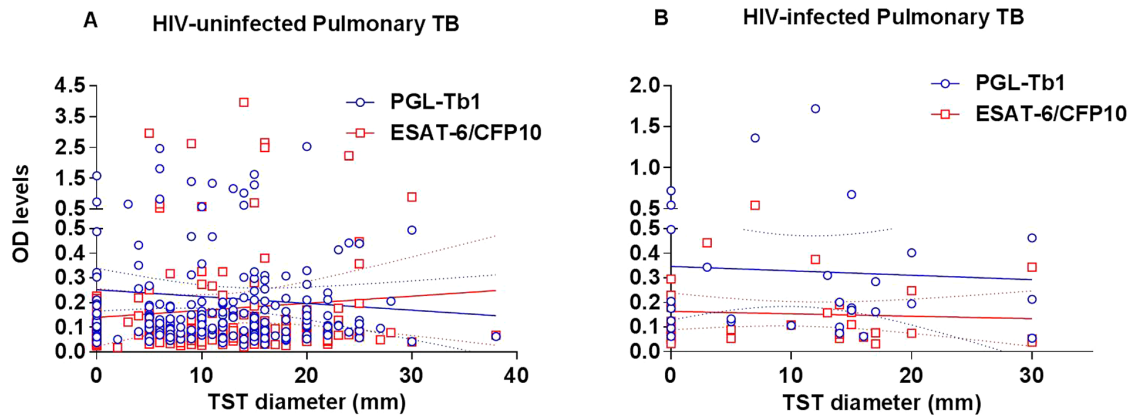 A HIV-uninfected Pulmonary TB
4.5
3.5
2.5
1.5
0.5
0.5
0.4
0.3
0.2
0.1
0.0
OD levels
PGL-Tb1
ESAT-6/CFP10
0 10 20 30 40
TST diameter (mm)
B HIV-infected Pulmonary TB
2.0
1.5
1.0
0.5
0.5
0.4
0.3
0.2
0.1
0.0
PGL-Tb1
ESAT-6/CFP10
0 10 20 30
TST diameter (mm)